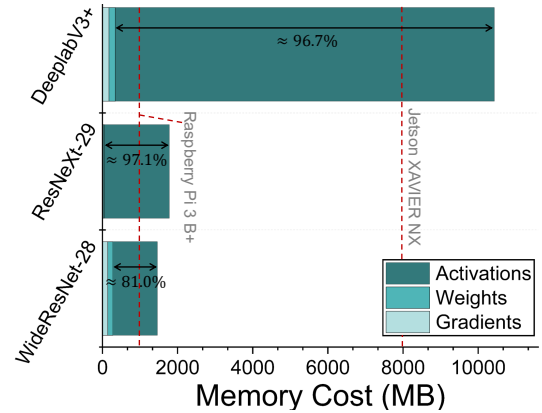 DeeplabV3+
≈ 96.7%
ResNeXt-29
≈ 97.1%
Raspberry Pi 3 B+
Jetson XAVIER NX
WideResNet-28
≈ 81.0%
Activations
Weights
Gradients
0 2000 4000 6000 8000 10000
Memory Cost (MB)